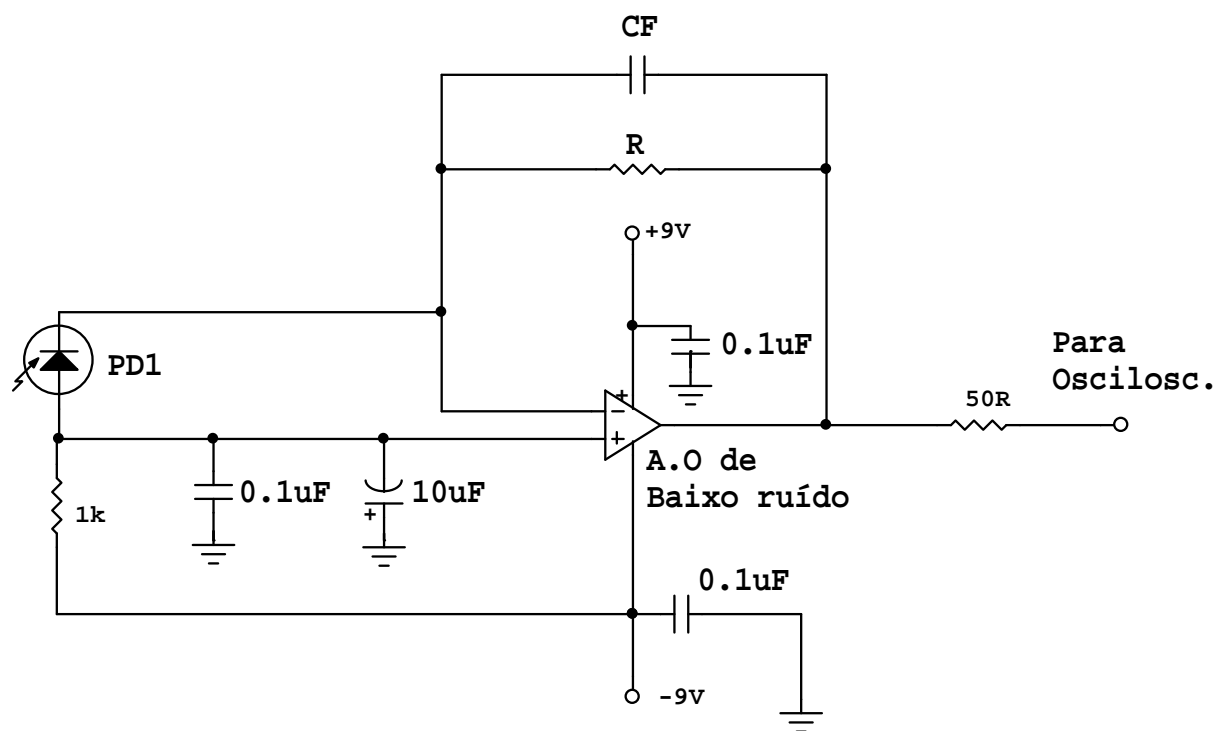 CF
R
+9V
0.1uF
Para
Oscilosc.
PD1
50R
+
−
+
A.O de
Baixo ruído
0.1uF
10uF
+
1k
0.1uF
-9V